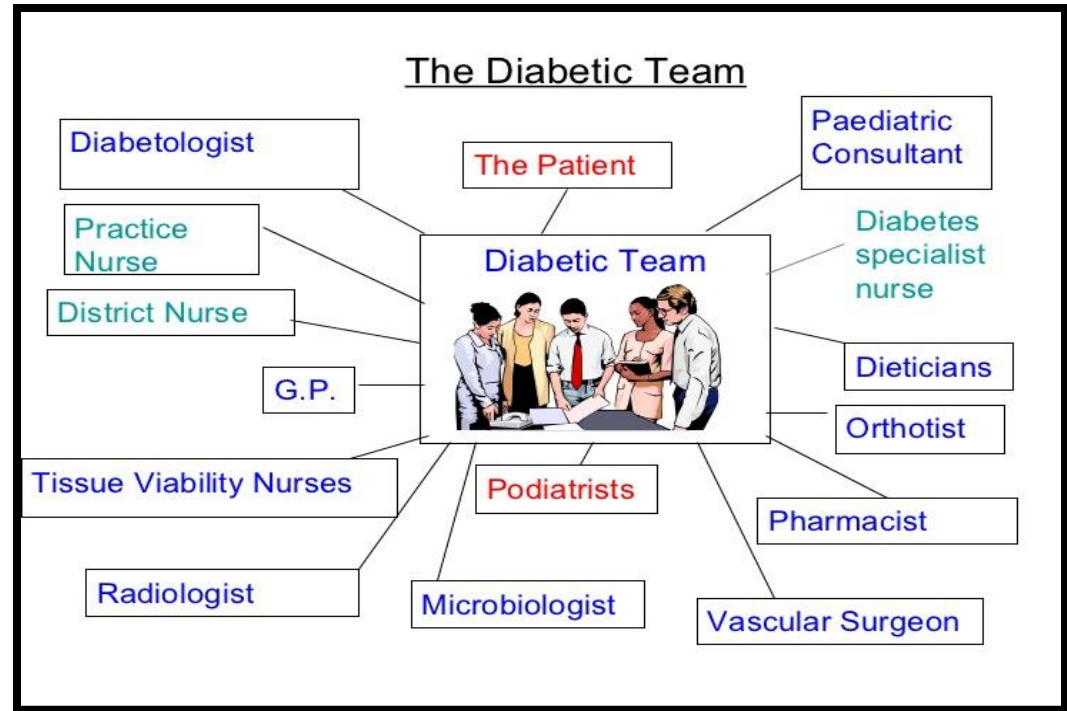 The Diabetic Team
Diabetologist
The Patient
Paediatric
Consultant
Practice
Nurse
Diabetes
specialist
nurse
Diabetic Team
District Nurse
Dieticians
G.P.
Orthotist
Tissue Viability Nurses
Podiatrists
Pharmacist
Radiologist
Microbiologist
Vascular Surgeon